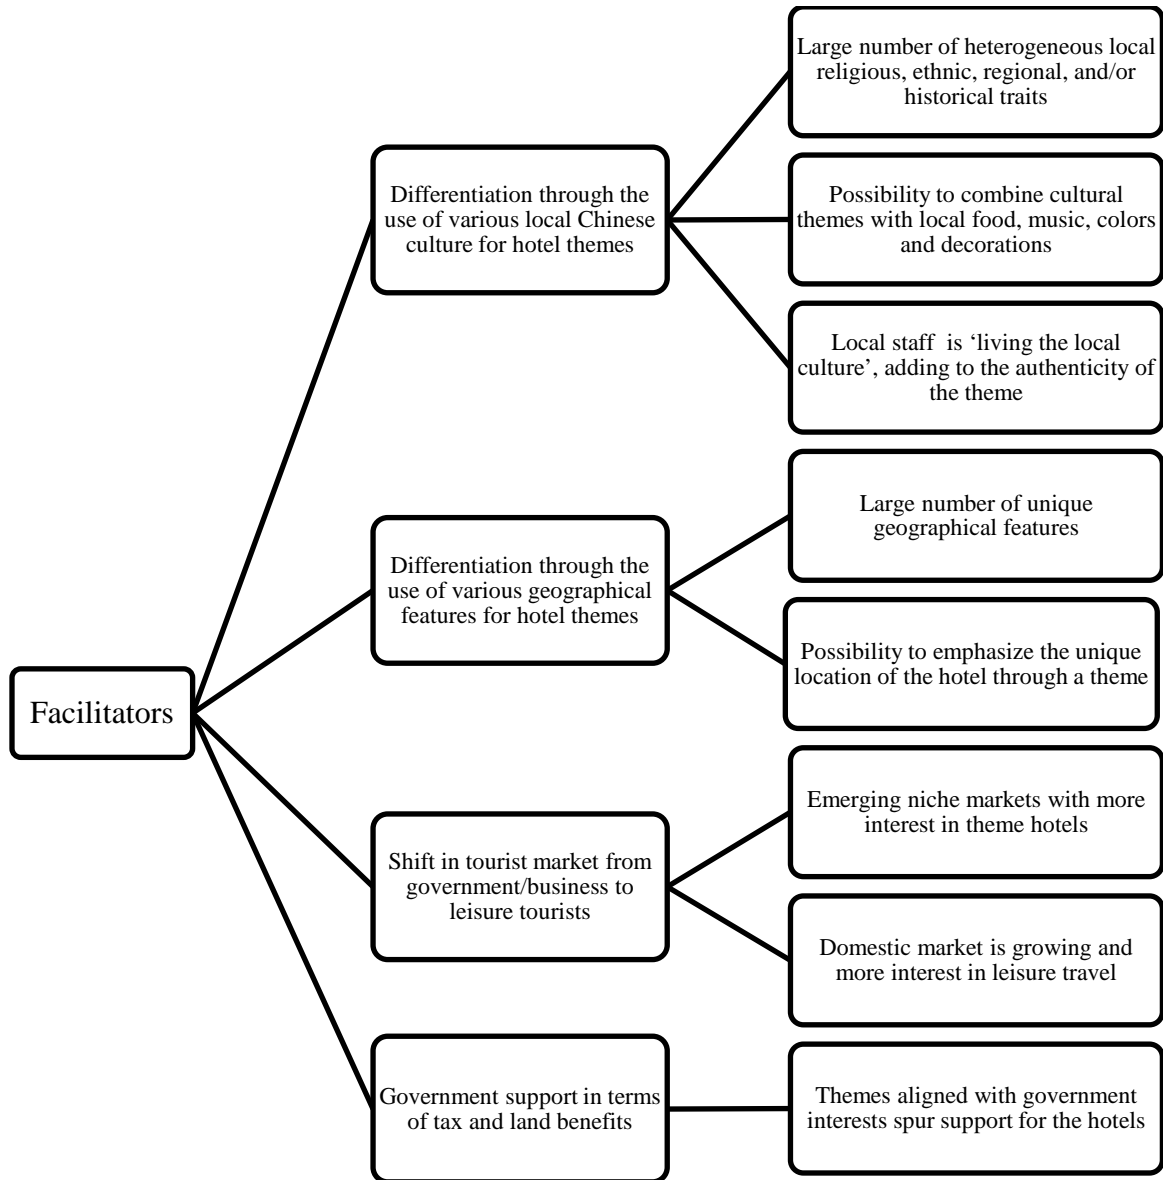 Facilitators
Differentiation through the
use of various local Chinese
culture for hotel themes
Large number of heterogeneous local
religious, ethnic, regional, and/or
historical traits
Possibility to combine cultural
themes with local food, music, colors
and decorations
Local staff  is ‘living the local
culture’, adding to the authenticity of
the theme
Differentiation through the
use of various geographical
features for hotel themes
Large number of unique
geographical features
Possibility to emphasize the unique
location of the hotel through a theme
Shift in tourist market from
government/business to
leisure tourists
Emerging niche markets with more
interest in theme hotels
Domestic market is growing and
more interest in leisure travel
Government support in terms
of tax and land benefits
Themes aligned with government
interests spur support for the hotels